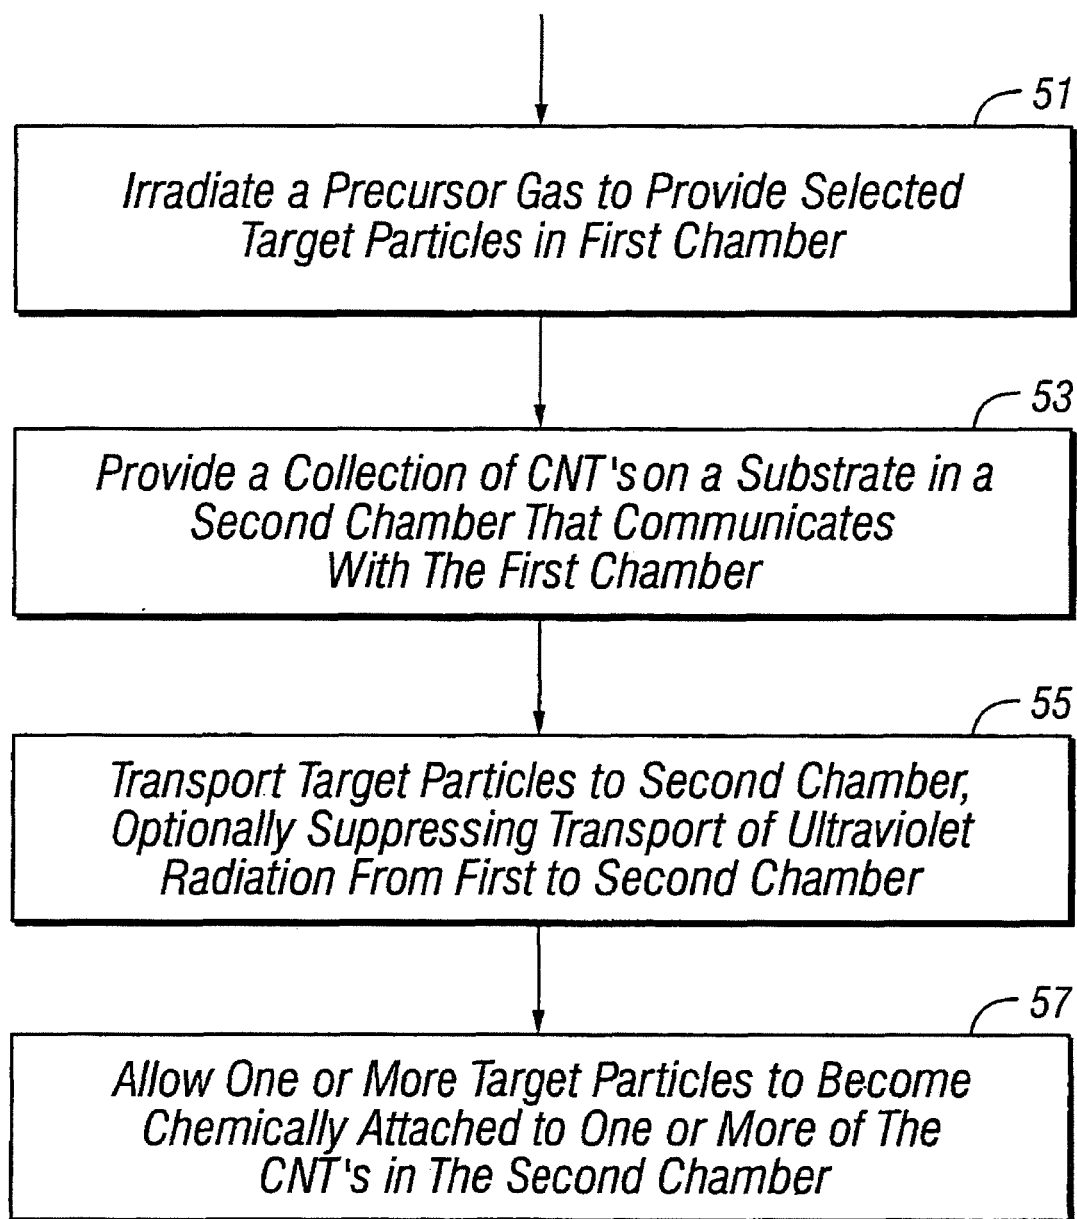 51
Irradiate a Precursor Gas to Provide Selected
Target Particles in First Chamber
53
Provide a Collection of CNT's on a Substrate in a
Second Chamber That Communicates
With The First Chamber
55
Transport Target Particles to Second Chamber,
Optionally Suppressing Transport of Ultraviolet
Radiation From First to Second Chamber
57
Allow One or More Target Particles to Become
Chemically Attached to One or More of The
CNT's in The Second Chamber